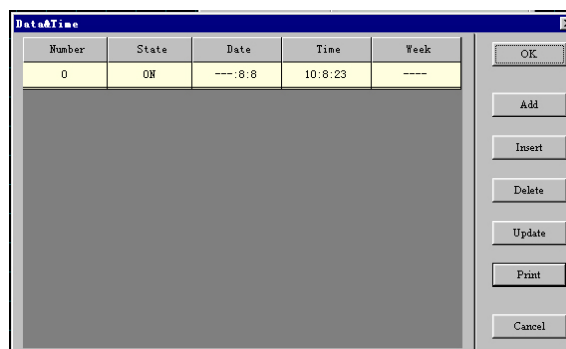 Data&Time
Number State Date Time Week
0 ON ---:8:8 10:8:23 ----
OK
Add
Insert
Delete
Update
Print
Cancel